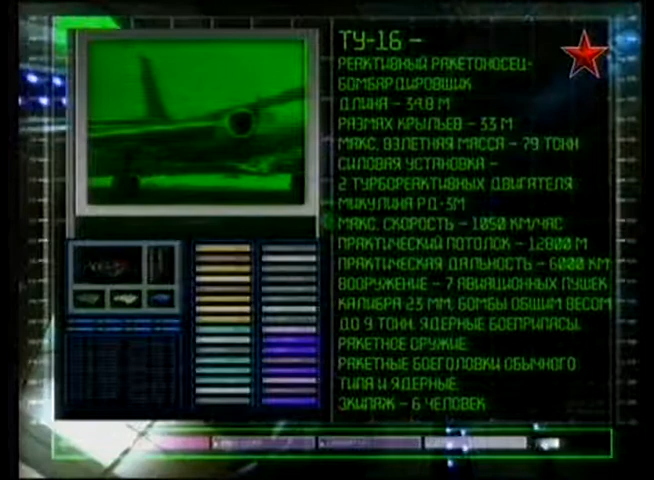 ТУ-16 –
РЕАКТИВНЫЙ РАКЕТОНОСЕЦ-
БОМБАРДИРОВЩИК
ДЛИНА – 34.8 М
РАЗМАХ КРЫЛЬЕВ – 33 М
МАКС. ВЗЛЕТНАЯ МАССА – 79 ТОНН
СИЛОВАЯ УСТАНОВКА –
2 ТУРБОРЕАКТИВНЫХ ДВИГАТЕЛЯ
МИКУЛИНА РД-3М
МАКС. СКОРОСТЬ – 1050 КМ/ЧАС
ПРАКТИЧЕСКИЙ ПОТОЛОК – 12800 М
ПРАКТИЧЕСКАЯ ДАЛЬНОСТЬ – 6000 КМ
ВООРУЖЕНИЕ – 7 АВИАЦИОННЫХ ПУШЕК
КАЛИБРА 23 ММ, БОМБЫ ОБЩИМ ВЕСОМ
ДО 9 ТОНН, ЯДЕРНЫЕ БОЕПРИПАСЫ,
РАКЕТНОЕ ОРУЖИЕ
РАКЕТНЫЕ БОЕГОЛОВКИ ОБЫЧНОГО
ТИПА И ЯДЕРНЫЕ
ЭКИПАЖ – 6 ЧЕЛОВЕК